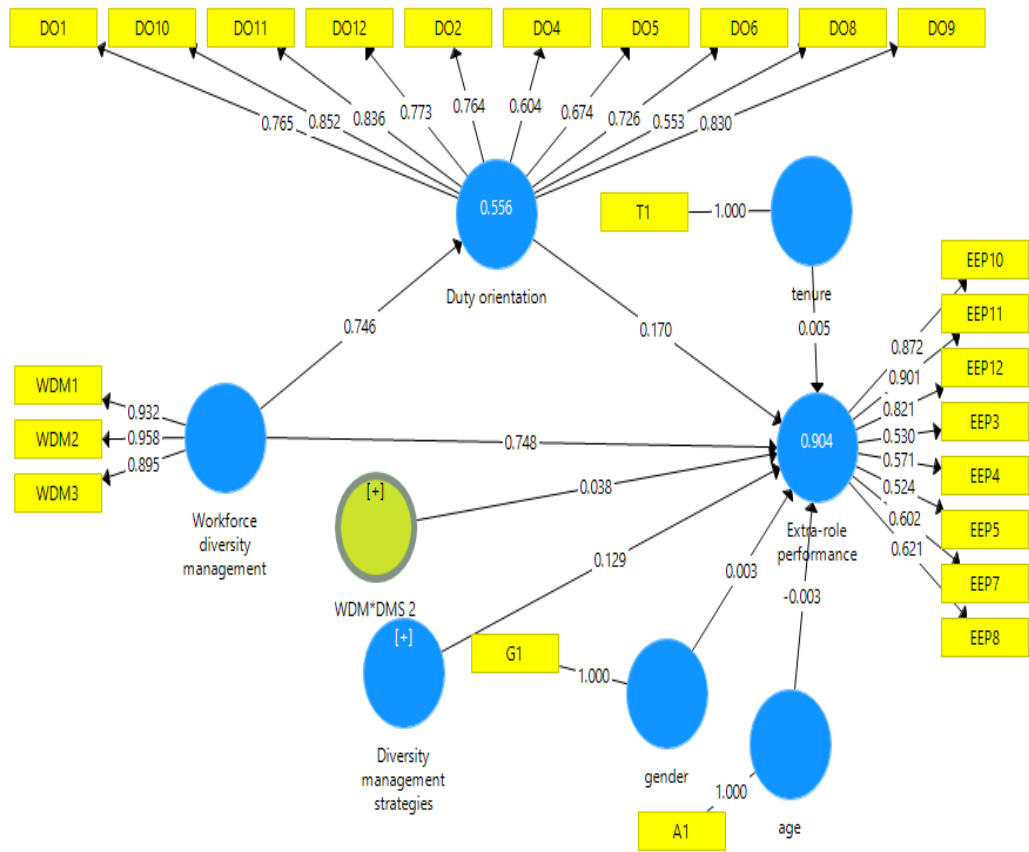 DO1 DO10 DO11 DO12 DO2 DO4 DO5 DO6 DO8 DO9
0.765 0.852 0.836 0.773 0.764 0.604 0.674 0.726 0.553 0.830
0.556
Duty orientation
T1 1.000
tenure
0.005
0.746
0.170
EEP10
EEP11
EEP12
EEP3
EEP4
EEP5
EEP7
EEP8
0.872
0.901
0.821
0.530
0.571
0.524
0.602
0.621
WDM1
WDM2
WDM3
0.932
0.958
0.895
Workforce
diversity
management
0.748
0.904
Extra-role
performance
[+]
WDM*DMS 2
0.038
[+]
Diversity
management
strategies
0.129
G1
1.000
gender
0.003
-0.003
1.000
A1
age